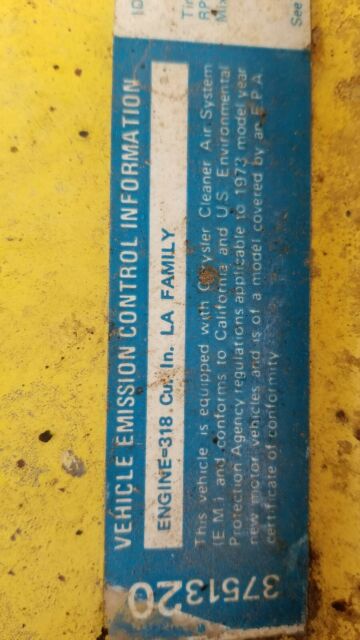 VEHICLE EMISSION CONTROL INFORMATION
ENGINE-318 Cu. In. LA FAMILY
This vehicle is equipped with Chrysler Cleaner Air System
(E.M.) and conforms to California and US Environmental
Protection Agency regulations applicable to 1973 model year
new motor vehicles and is of a model covered by an E.P.A.
certificate of conformity
3751320
See